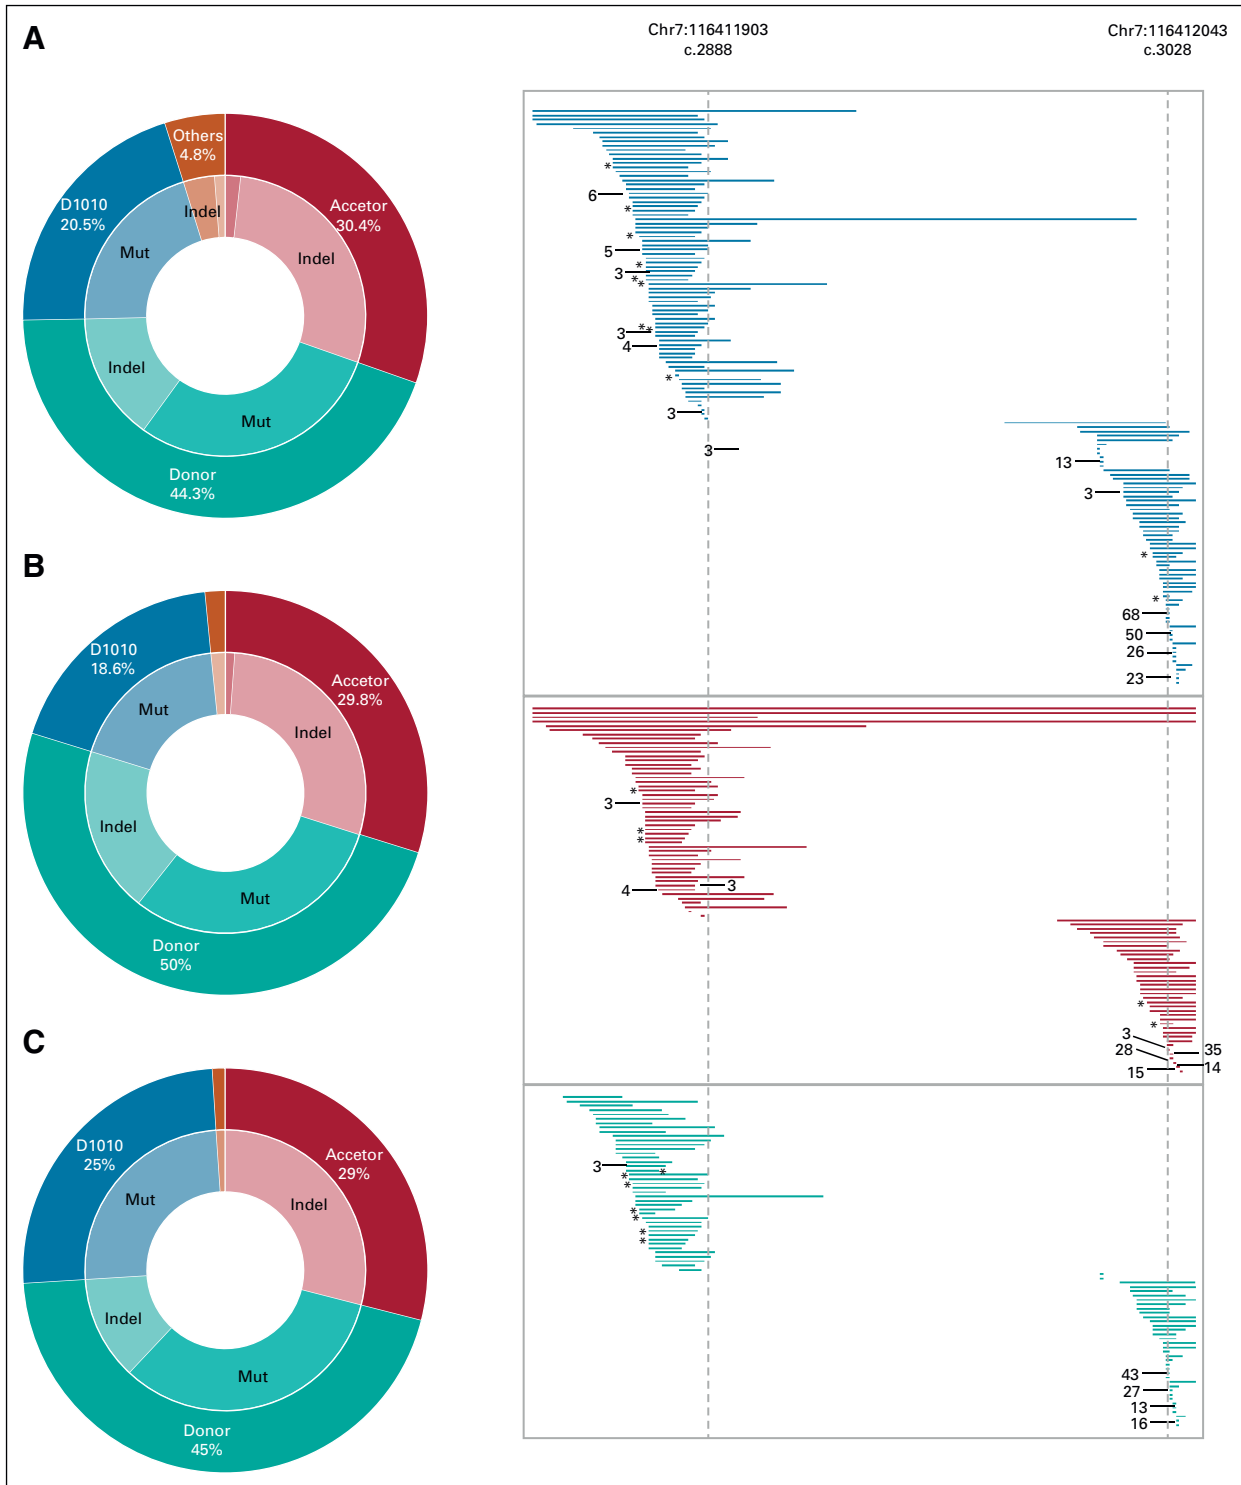 A
Chr7:116411903
c.2888
Chr7:116412043
c.3028
Others
4.8%
D1010
20.5%
Accetor
30.4%
Indel
Mut
Indel
Indel
Mut
Donor
44.3%
*
6
*
*
5
*
3
*
*
*
*
3
4
*
3
3
13
3
*
*
68
50
26
23
B
D1010
18.6%
Accetor
29.8%
Mut
Indel
Indel
Mut
Donor
50%
*
3
*
*
4
3
*
*
3
28
35
15
14
C
D1010
25%
Accetor
29%
Mut
Indel
Indel
Mut
Donor
45%
3
*
*
*
*
*
*
*
43
27
13
16